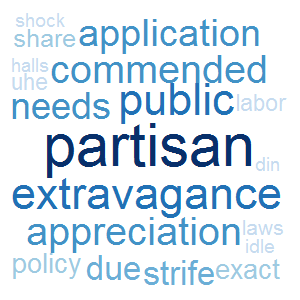 shock
share application
halls commended
uhe
needs public labor
partisan
din
extravagance
appreciation laws
idle
policy due strife exact